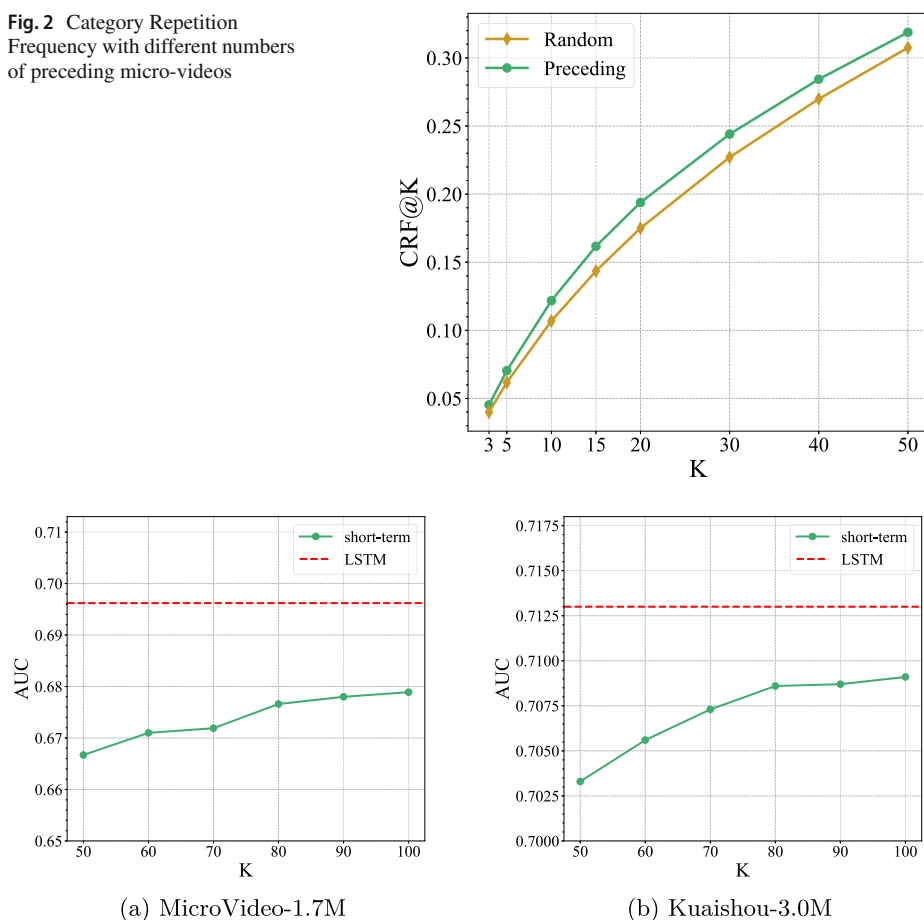 Fig. 2 Category Repetition
Frequency with different numbers
of preceding micro-videos
Random
Preceding
0.30
0.25
0.20
0.15
0.10
0.05
CRF@K
3 5 10 15 20 30 40 50
K
short-term
LSTM
0.71
0.70
0.69
0.68
0.67
0.66
0.65
AUC
50 60 70 80 90 100
K
(a) MicroVideo-1.7M
short-term
LSTM
0.7175
0.7150
0.7125
0.7100
0.7075
0.7050
0.7025
0.7000
AUC
50 60 70 80 90 100
K
(b) Kuaishou-3.0M